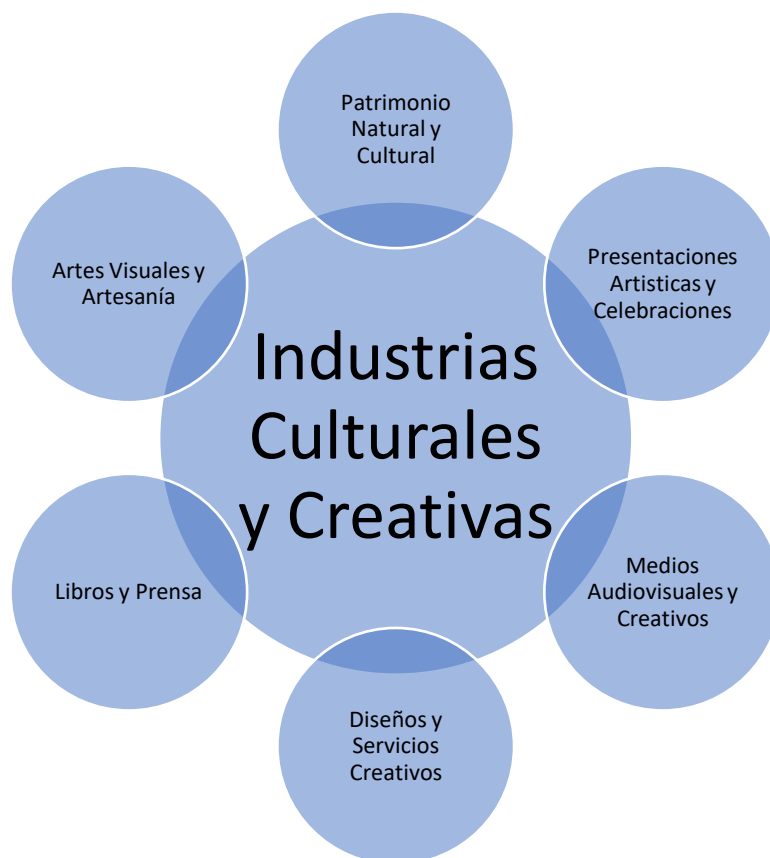 Patrimonio
Natural y
Cultural
Presentaciones
Artisticas y
Celebraciones
Medios
Audiovisuales y
Creativos
Diseños y
Servicios
Creativos
Libros y Prensa
Artes Visuales y
Artesanía
Industrias
Culturales
y Creativas